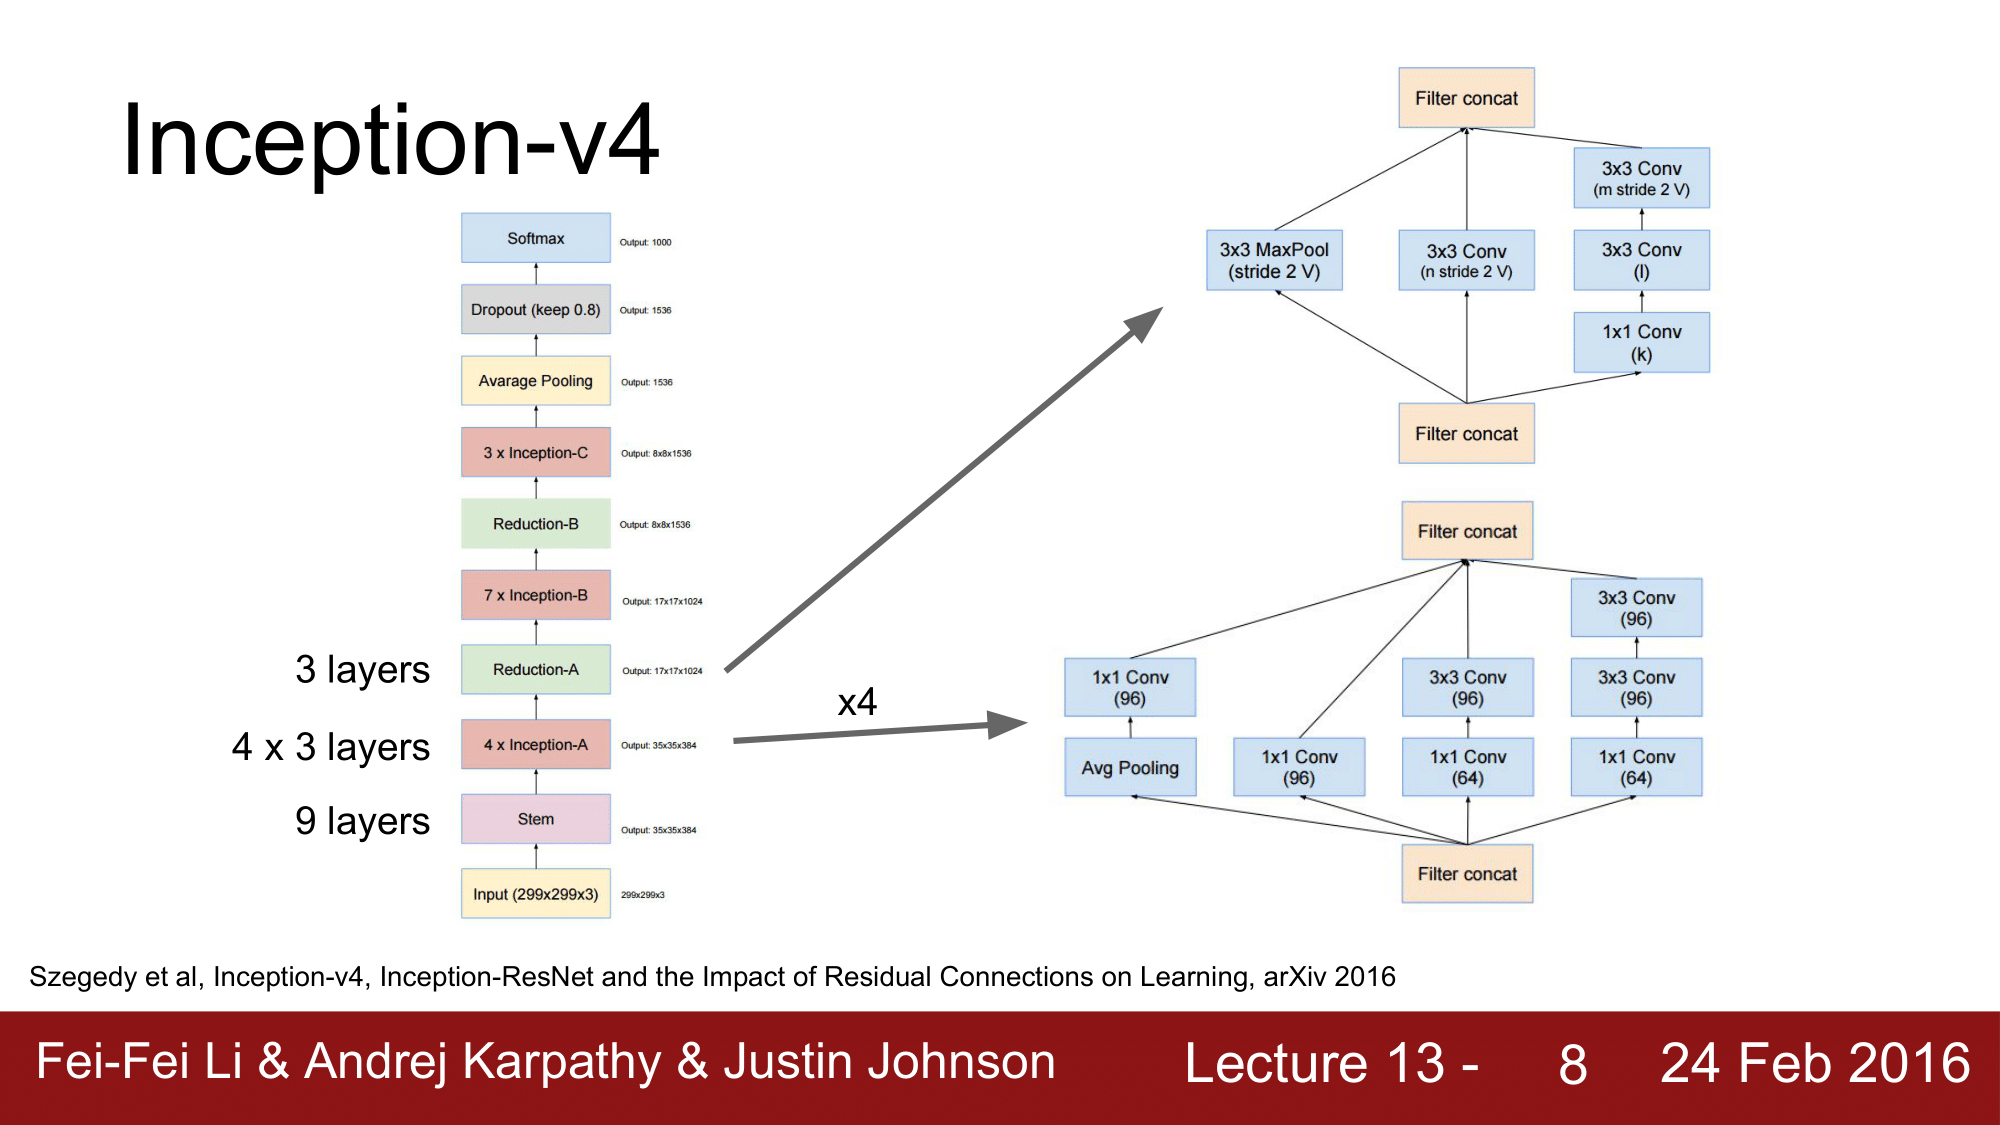 Inception-v4
Softmax
Output: 1000
Dropout (keep 0.8)
Output: 1536
Avarage Pooling
Output: 1536
3 x Inception-C
Output: 8x8x1536
Reduction-B
Output: 8x8x1536
7 x Inception-B
Output: 17x17x1024
3 layers
Reduction-A
Output: 17x17x1024
4 x 3 layers
4 x Inception-A
Output: 35x35x384
9 layers
Stem
Output: 35x35x384
Input (299x299x3)
299x299x3
x4
Filter concat
3x3 Conv
(m stride 2 V)
3x3 MaxPool
(stride 2 V)
3x3 Conv
(n stride 2 V)
3x3 Conv
(l)
1x1 Conv
(k)
Filter concat
Filter concat
3x3 Conv
(96)
1x1 Conv
(96)
3x3 Conv
(96)
3x3 Conv
(96)
Avg Pooling
1x1 Conv
(96)
1x1 Conv
(64)
1x1 Conv
(64)
Filter concat
Szegedy et al, Inception-v4, Inception-ResNet and the Impact of Residual Connections on Learning, arXiv 2016
Fei-Fei Li & Andrej Karpathy & Justin Johnson
Lecture 13 -
8
24 Feb 2016